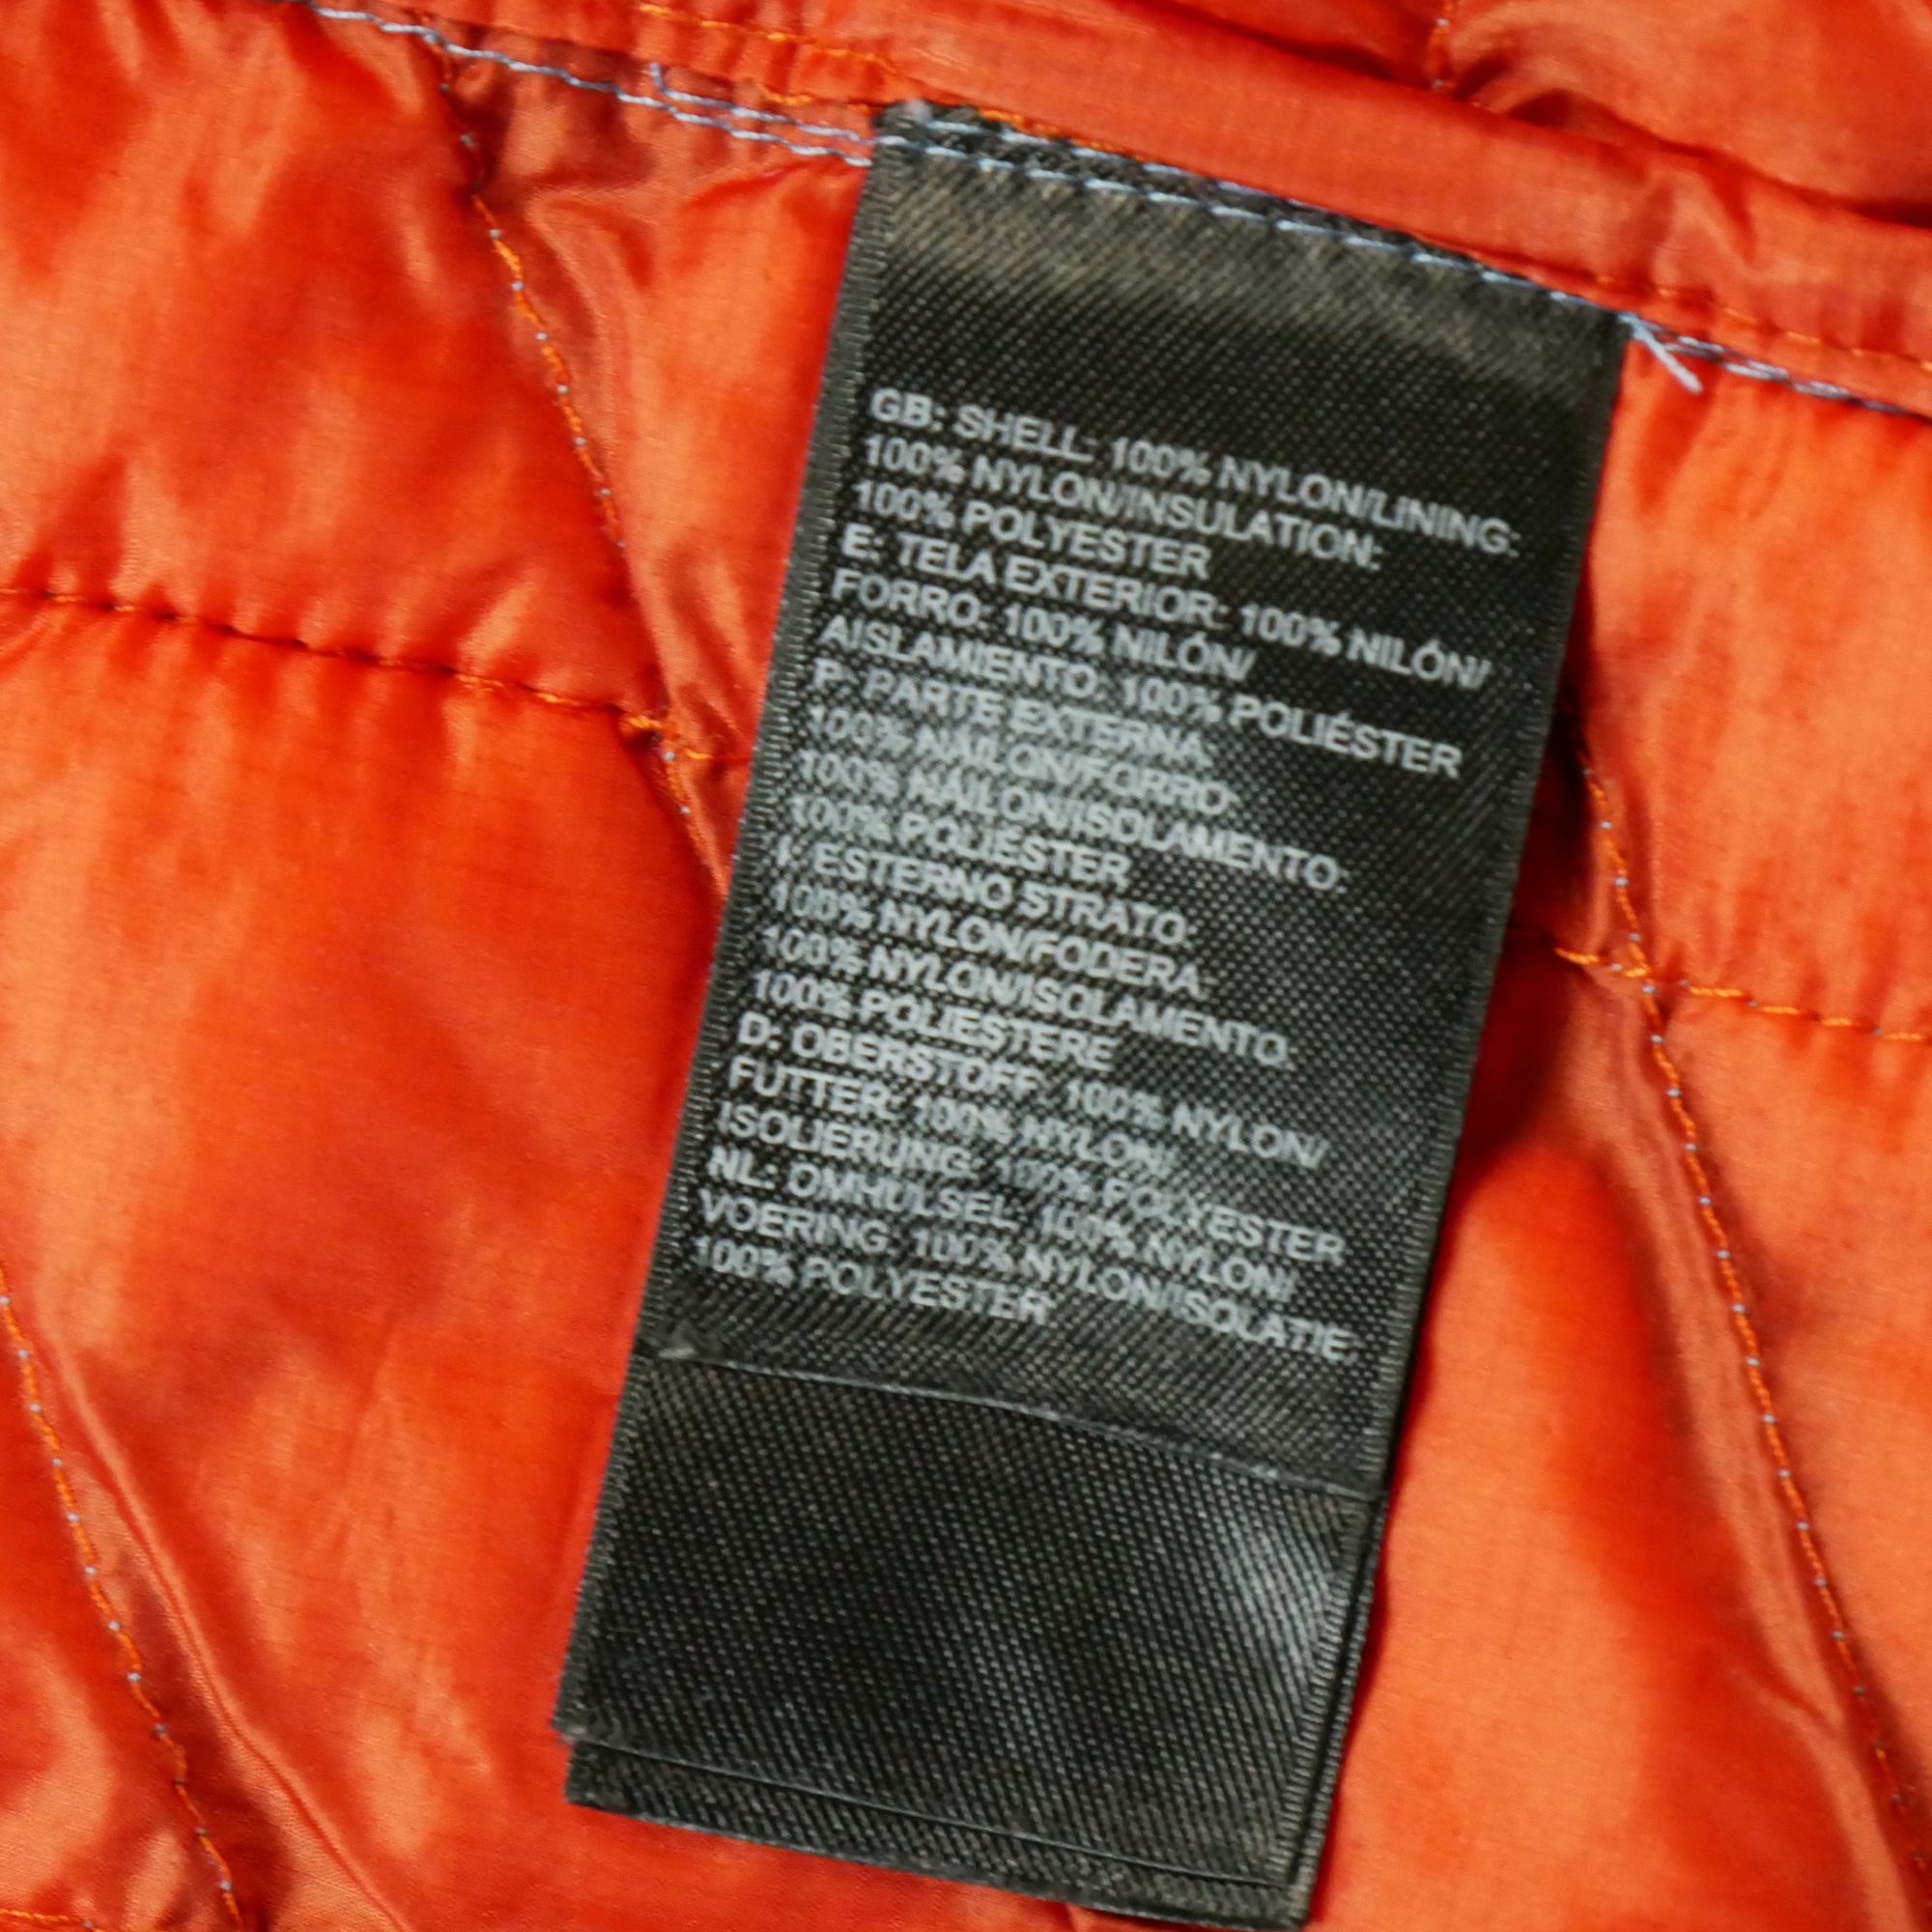 GB: SHELL: 100% NYLON/LINING:
100% NYLON/INSULATION:
100% POLYESTER
E: TELA EXTERIOR: 100% NILÓN/
FORRO: 100% NILÓN/
AISLAMIENTO: 100% POLIÉSTER
P: PARTE EXTERNA:
100% NÁILON/FORRO:
100% NÁILON/ISOLAMENTO:
100% POLIÉSTER
I: ESTERNO STRATO:
100% NYLON/FODERA:
100% NYLON/ISOLAMENTO:
100% POLIESTERE
D: OBERSTOFF: 100% NYLON/
FUTTER: 100% NYLON/
ISOLIERUNG: 100% POLYESTER
NL: OMHULSEL: 100% NYLON/
VOERING: 100% NYLON/ISOLATIE:
100% POLYESTER